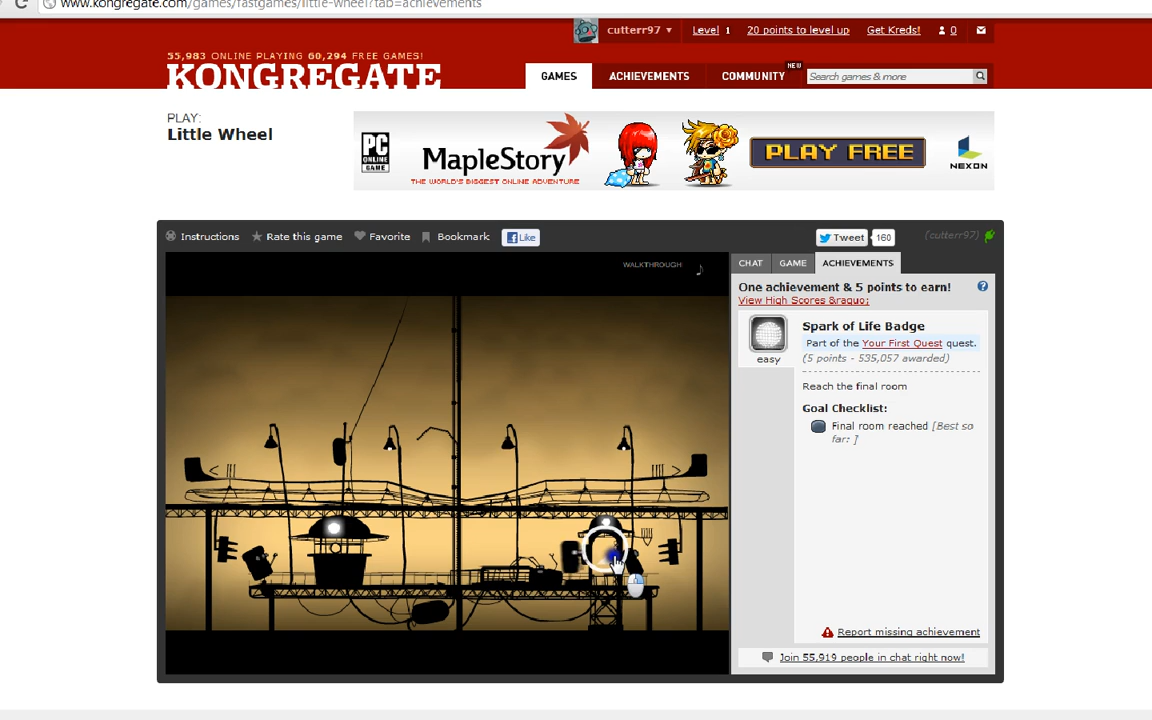 www.kongregate.com/games/fastgames/little-wheel?tab=achievements
cutterr97 ▾ Level 1 20 points to level up Get Kreds! 0
55,983 ONLINE PLAYING 60,294 FREE GAMES!
KONGREGATE
GAMES ACHIEVEMENTS COMMUNITY NEW Search games & more
PLAY:
Little Wheel
PC ONLINE GAME
MapleStory
THE WORLD'S BIGGEST ONLINE ADVENTURE
PLAY FREE
NEXON
Instructions Rate this game Favorite Bookmark Like Tweet 160 (cutterr97)
WALKTHROUGH
CHAT GAME ACHIEVEMENTS
One achievement & 5 points to earn!
View High Scores &raquo;
Spark of Life Badge
Part of the Your First Quest quest.
easy
(5 points - 535,057 awarded)
Reach the final room
Goal Checklist:
Final room reached [Best so
far: ]
Report missing achievement
Join 55,919 people in chat right now!